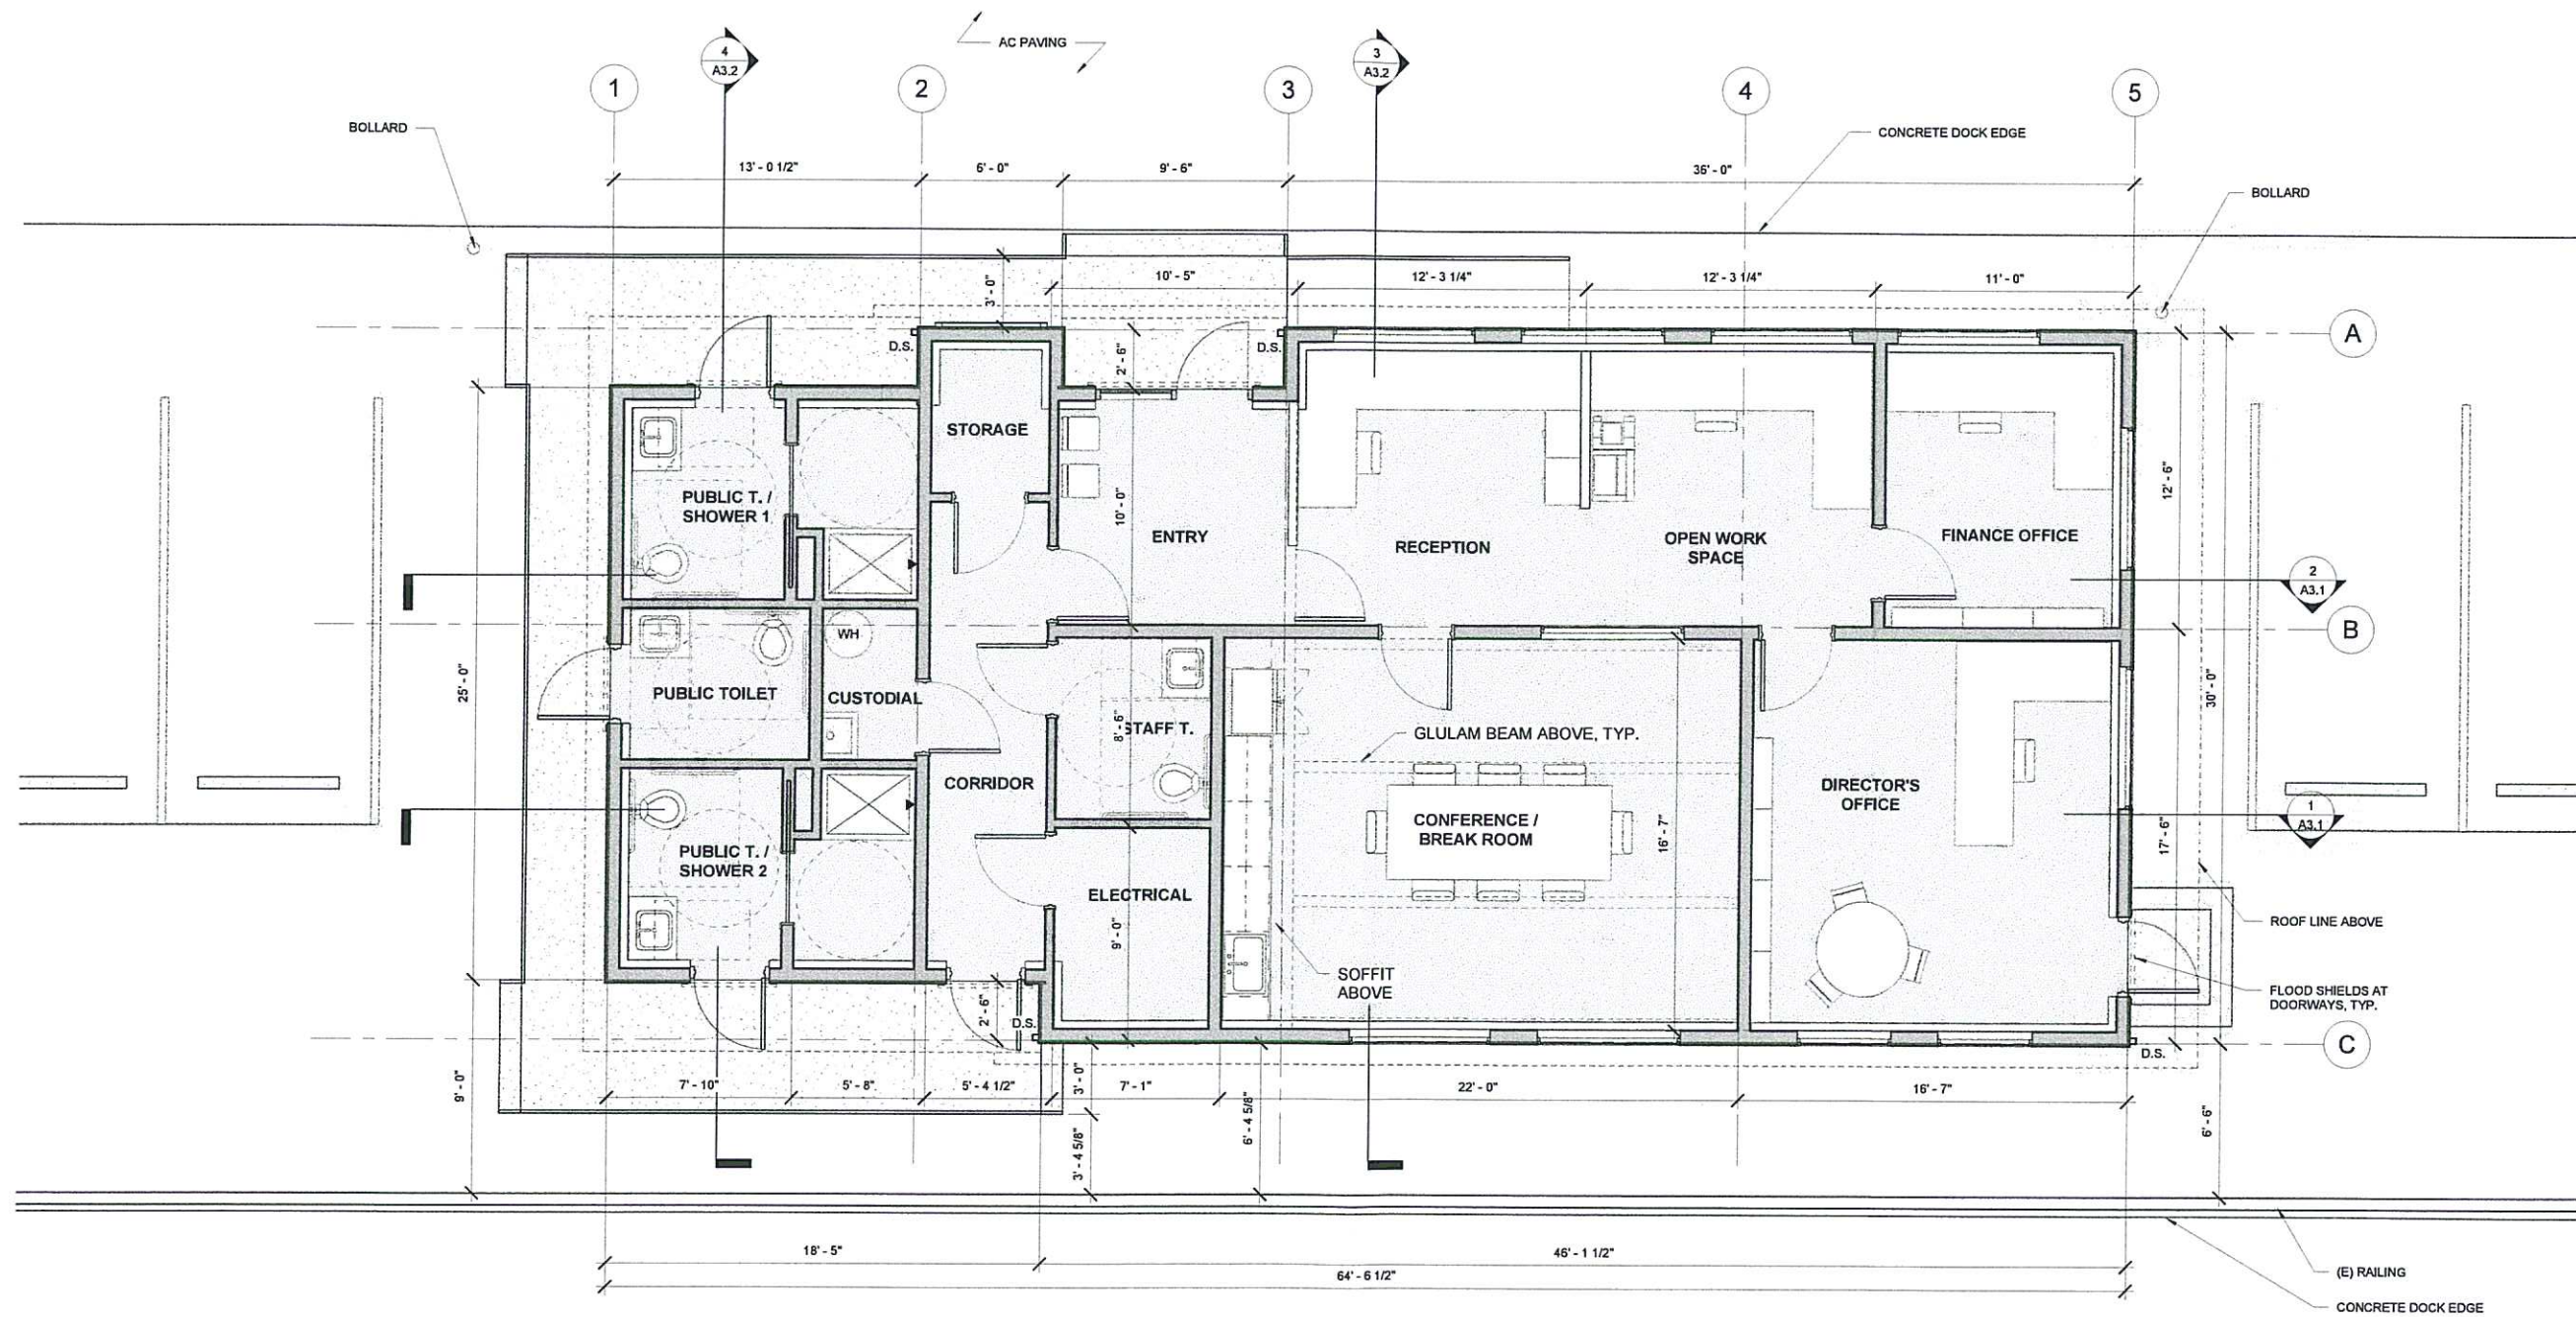 AC PAVING
4
A3.2
3
A3.2
1
2
3
4
5
BOLLARD
CONCRETE DOCK EDGE
13' - 0 1/2"
6' - 0"
9' - 6"
36' - 0"
BOLLARD
3' - 0"
10' - 5"
12' - 3 1/4"
12' - 3 1/4"
11' - 0"
D.S.
D.S.
A
2' - 6"
STORAGE
PUBLIC T. /
SHOWER 1
10' - 0"
ENTRY
RECEPTION
OPEN WORK
SPACE
FINANCE OFFICE
12' - 6"
2
A3.1
WH
B
25' - 0"
PUBLIC TOILET
CUSTODIAL
STAFF T.
8' - 6"
30' - 0"
GLULAM BEAM ABOVE, TYP.
CORRIDOR
DIRECTOR'S
OFFICE
1
A3.1
CONFERENCE /
BREAK ROOM
16' - 7"
17' - 6"
PUBLIC T. /
SHOWER 2
ELECTRICAL
9' - 0"
ROOF LINE ABOVE
SOFFIT
ABOVE
FLOOD SHIELDS AT
DOORWAYS, TYP.
2' - 6"
D.S.
C
D.S.
9' - 0"
7' - 10"
5' - 8"
5' - 4 1/2"
3' - 0"
7' - 1"
22' - 0"
16' - 7"
6' - 4 5/8"
6' - 6"
3' - 4 5/8"
18' - 5"
46' - 1 1/2"
64' - 6 1/2"
(E) RAILING
CONCRETE DOCK EDGE